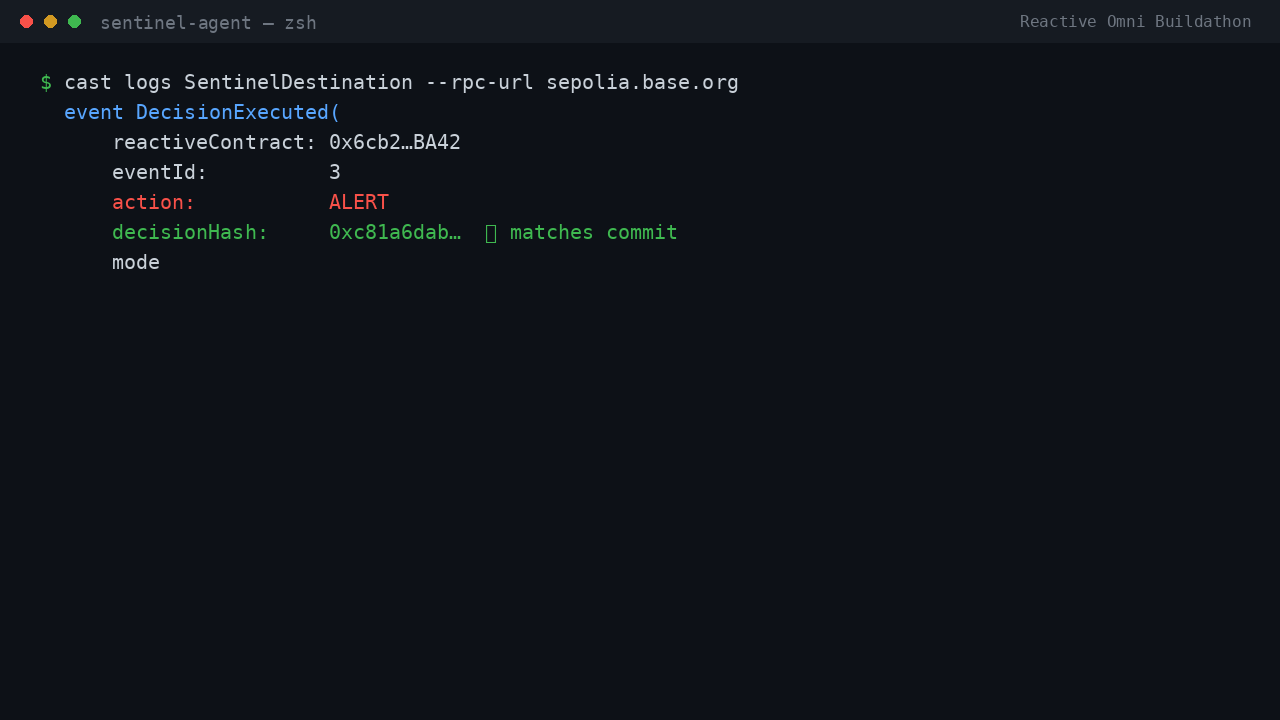 sentinel-agent — zsh
Reactive Omni Buildathon
$ cast logs SentinelDestination --rpc-url sepolia.base.org
event DecisionExecuted(
reactiveContract: 0x6cb2…BA42
eventId: 3
action: ALERT
decisionHash: 0xc81a6dab… ▯ matches commit
mode